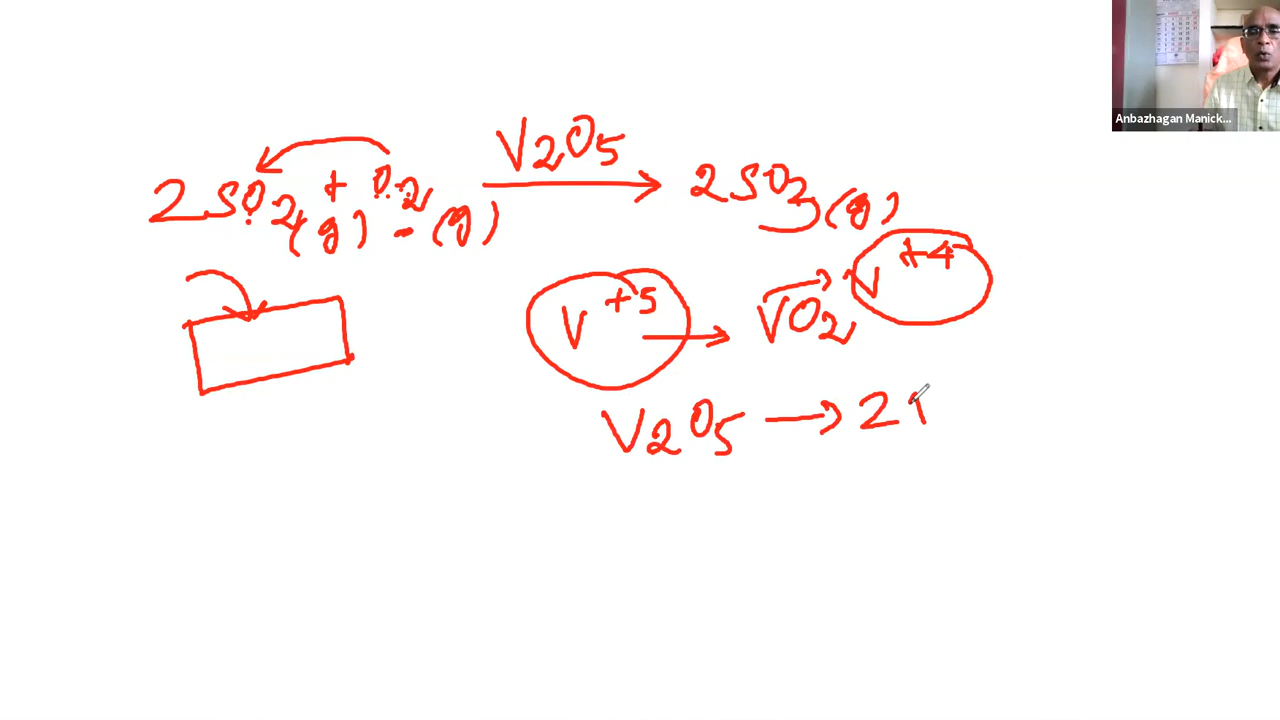 Anbazhagan Manick...
V2O5
2SO2(g) + O2(g) → 2SO3(g)
V+5 → VO2 V+4
V2O5 → 2